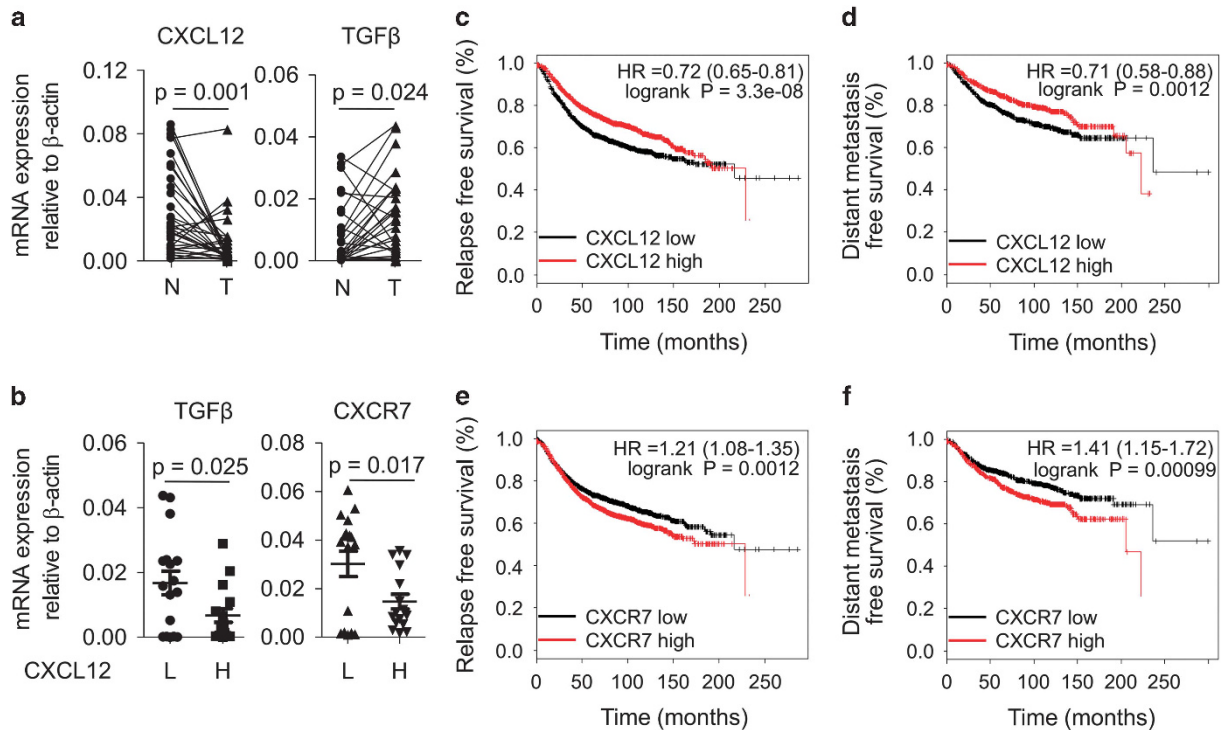 a
CXCL12
TGFβ
mRNA expression
relative to β-actin
0.12
0.08
0.04
0.00
p = 0.001
N T
0.06
0.04
0.02
0.00
p = 0.024
N T
c
Relapse free survival (%)
1.0
0.8
0.6
0.4
0.2
0.0
HR =0.72 (0.65-0.81)
logrank P = 3.3e-08
CXCL12 low
CXCL12 high
0 50 100 150 200 250
Time (months)
d
Distant metastasis
free survival (%)
1.0
0.8
0.6
0.4
0.2
0.0
HR =0.71 (0.58-0.88)
logrank P = 0.0012
CXCL12 low
CXCL12 high
0 50 100 150 200 250
Time (months)
b
TGFβ
CXCR7
mRNA expression
relative to β-actin
0.06
0.04
0.02
0.00
p = 0.025
0.08
0.06
0.04
0.02
0.00
p = 0.017
CXCL12 L H L H
e
Relapse free survival (%)
1.0
0.8
0.6
0.4
0.2
0.0
HR =1.21 (1.08-1.35)
logrank P = 0.0012
CXCR7 low
CXCR7 high
0 50 100 150 200 250
Time (months)
f
Distant metastasis
free survival (%)
1.0
0.8
0.6
0.4
0.2
0.0
HR =1.41 (1.15-1.72)
logrank P = 0.00099
CXCR7 low
CXCR7 high
0 50 100 150 200 250
Time (months)